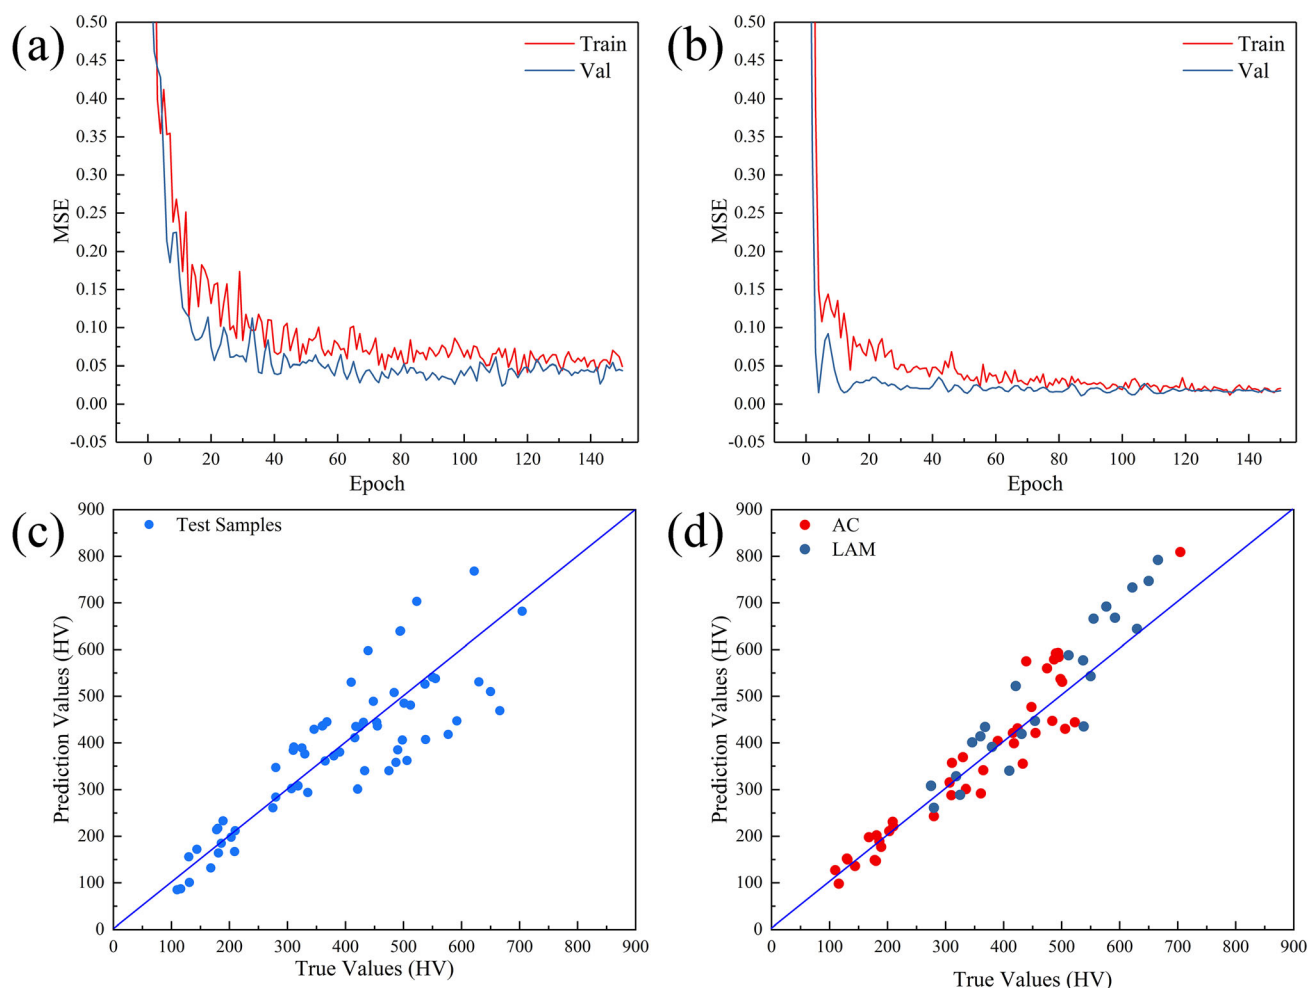 (a)
Train
Val
MSE
0.50
0.45
0.40
0.35
0.30
0.25
0.20
0.15
0.10
0.05
0.00
-0.05
0 20 40 60 80 100 120 140
Epoch
(b)
Train
Val
MSE
0.50
0.45
0.40
0.35
0.30
0.25
0.20
0.15
0.10
0.05
0.00
-0.05
0 20 40 60 80 100 120 140
Epoch
(c)
Test Samples
Prediction Values (HV)
900
800
700
600
500
400
300
200
100
0
0 100 200 300 400 500 600 700 800 900
True Values (HV)
(d)
AC
LAM
Prediction Values (HV)
900
800
700
600
500
400
300
200
100
0
0 100 200 300 400 500 600 700 800 900
True Values (HV)